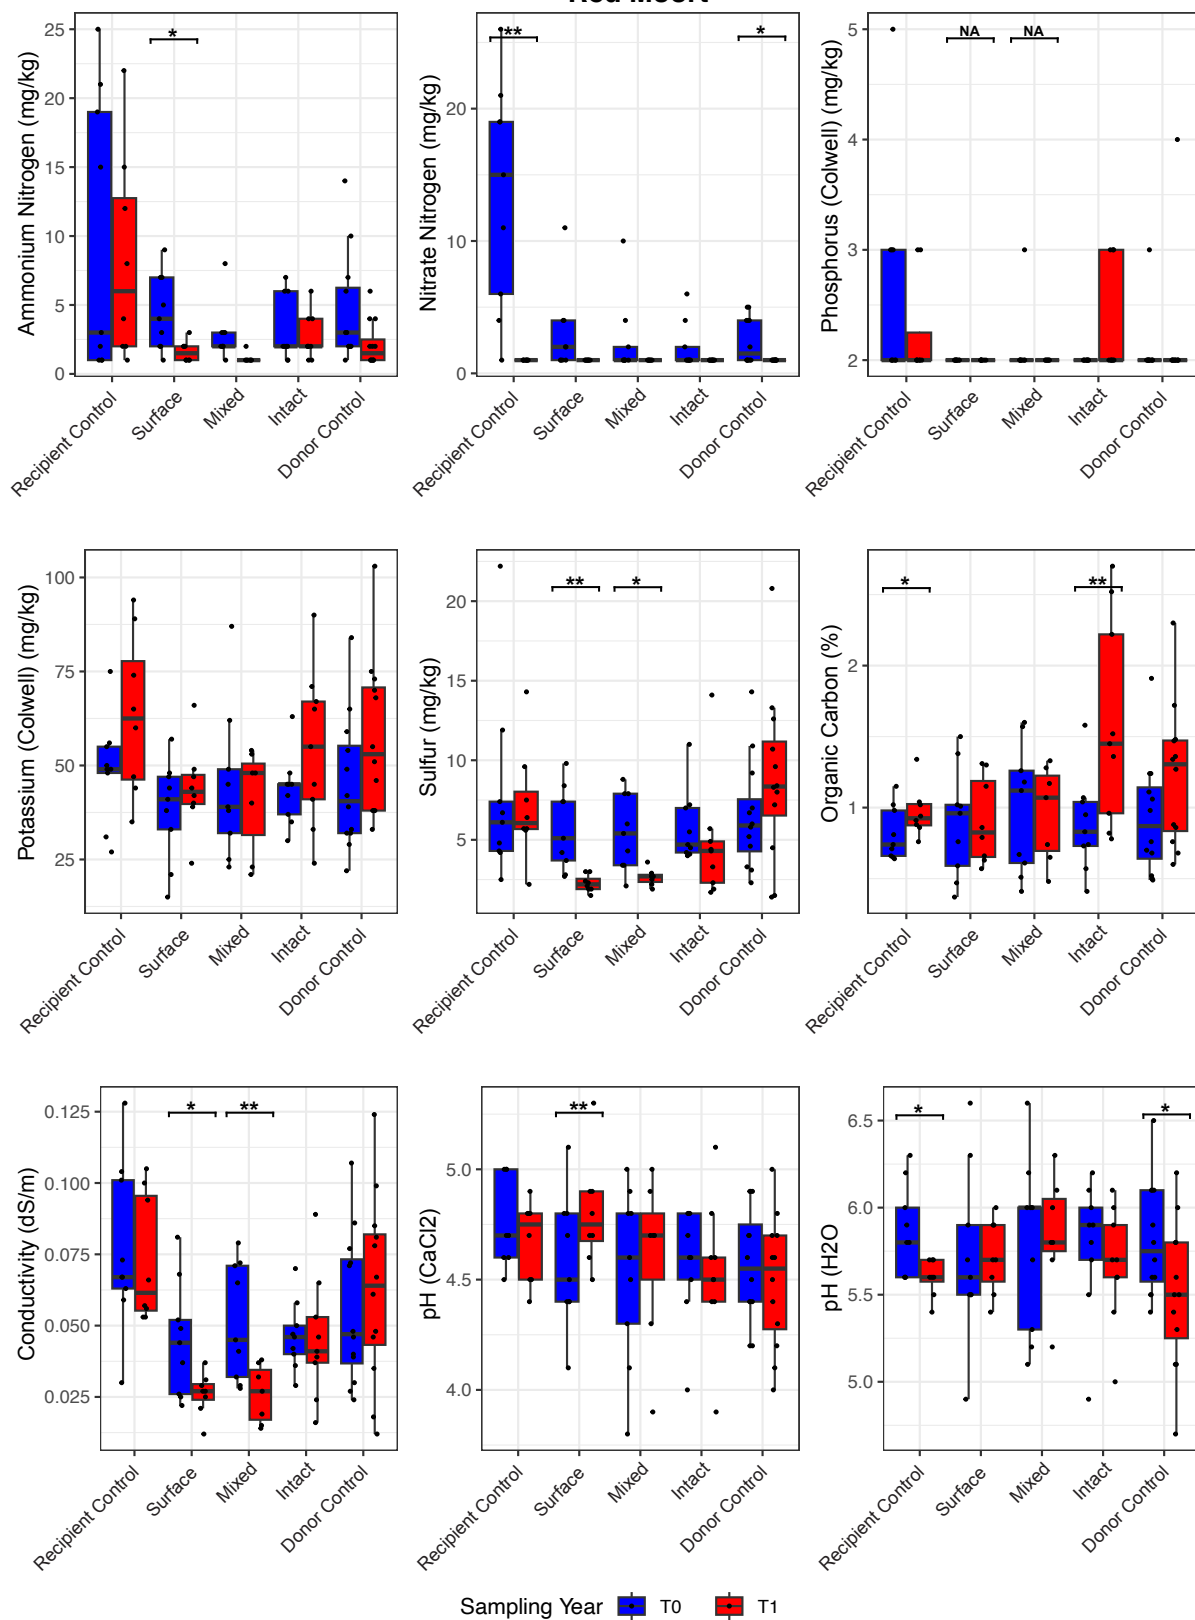 Ammonium Nitrogen (mg/kg)
25
20
15
10
5
0
*
Recipient Control
Surface
Mixed
Intact
Donor Control
Nitrate Nitrogen (mg/kg)
20
10
0
**
*
Recipient Control
Surface
Mixed
Intact
Donor Control
Phosphorus (Colwell) (mg/kg)
5
4
3
2
NA
NA
Recipient Control
Surface
Mixed
Intact
Donor Control
Potassium (Colwell) (mg/kg)
100
75
50
25
Recipient Control
Surface
Mixed
Intact
Donor Control
Sulfur (mg/kg)
20
15
10
5
**
*
Recipient Control
Surface
Mixed
Intact
Donor Control
Organic Carbon (%)
2
1
*
**
Recipient Control
Surface
Mixed
Intact
Donor Control
Conductivity (dS/m)
0.125
0.100
0.075
0.050
0.025
*
**
Recipient Control
Surface
Mixed
Intact
Donor Control
pH (CaCl2)
5.0
4.5
4.0
**
Recipient Control
Surface
Mixed
Intact
Donor Control
pH (H2O
6.5
6.0
5.5
5.0
*
*
Recipient Control
Surface
Mixed
Intact
Donor Control
Sampling Year T0 T1